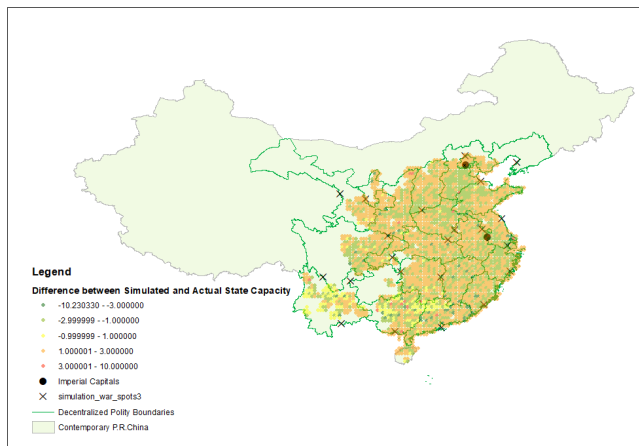 Legend
Difference between Simulated and Actual State Capacity
-10.230330 - -3.000000
-2.999999 - -1.000000
-0.999999 - 1.000000
1.000001 - 3.000000
3.000001 - 10.000000
Imperial Capitals
simulation_war_spots3
Decentralized Polity Boundaries
Contemporary P.R.China